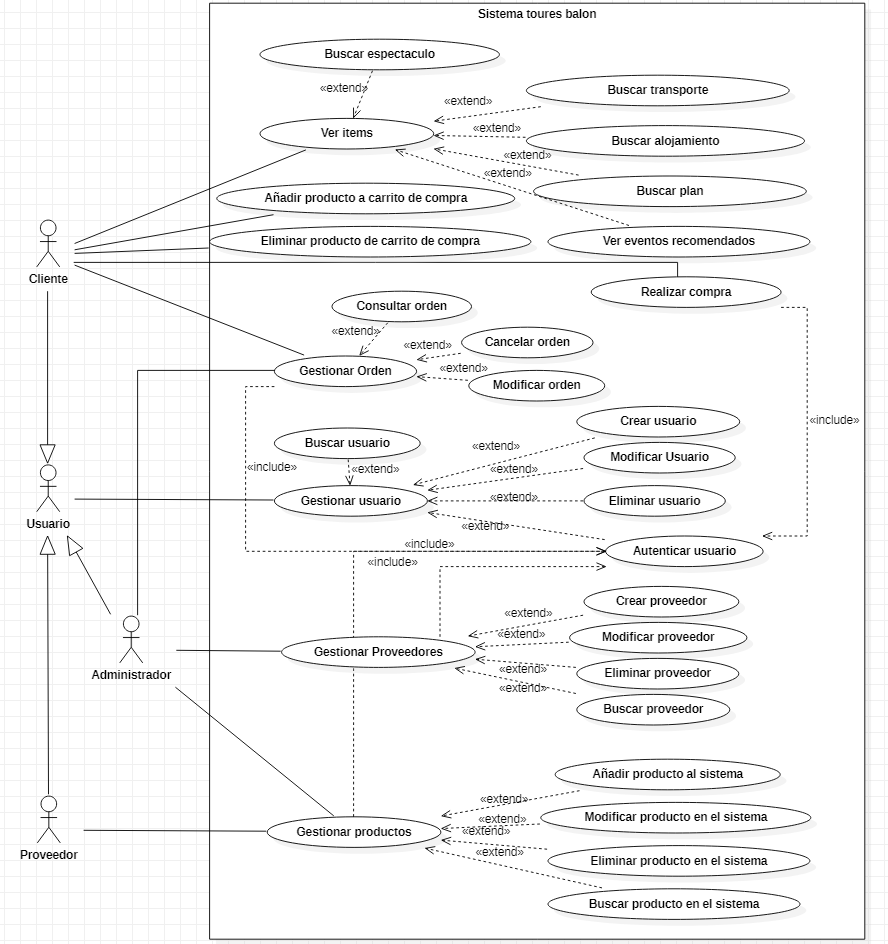 Sistema toures balon
Buscar espectaculo
«extend»
Buscar transporte
«extend»
Ver items
«extend»
Buscar alojamiento
«extend»
«extend»
Buscar plan
Añadir producto a carrito de compra
Eliminar producto de carrito de compra
Ver eventos recomendados
Cliente
Realizar compra
Consultar orden
«extend»
Cancelar orden
«extend»
Gestionar Orden
«extend»
Modificar orden
Crear usuario
«include»
Buscar usuario
«extend»
Modificar Usuario
«include»
«extend»
«extend»
Gestionar usuario
«extend»
Eliminar usuario
Usuario
«extend»
«include»
Autenticar usuario
«include»
Crear proveedor
«extend»
«extend»
Modificar proveedor
Gestionar Proveedores
«extend»
Eliminar proveedor
Administrador
«extend»
Buscar proveedor
Añadir producto al sistema
«extend»
Modificar producto en el sistema
«extend»
Gestionar productos
«extend»
«extend»
Eliminar producto en el sistema
Proveedor
Buscar producto en el sistema